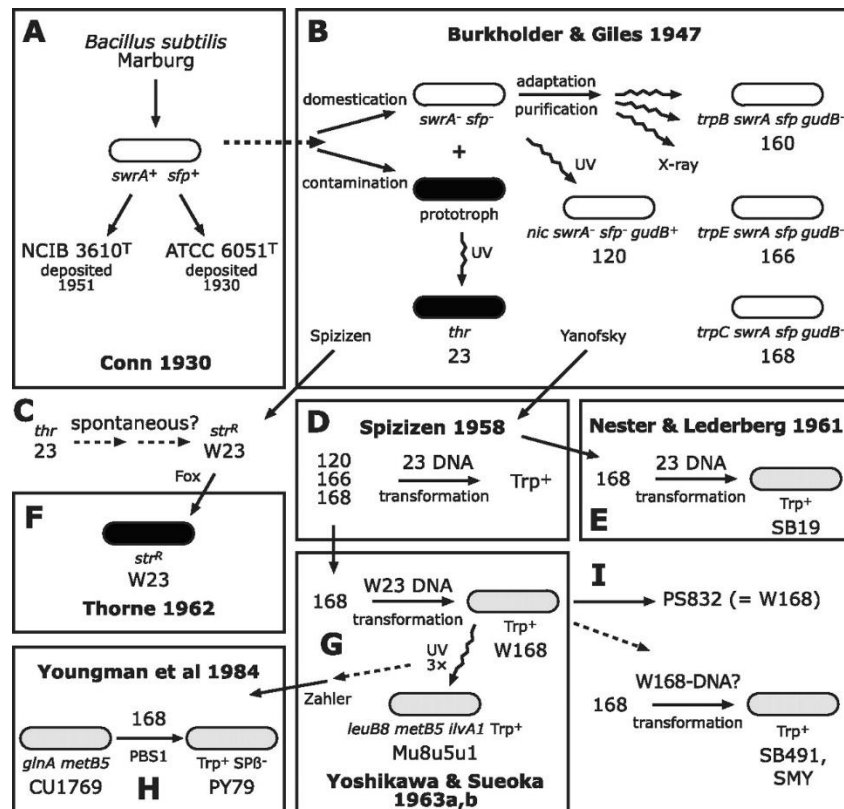 A
Bacillus subtilis
Marburg
swrA⁺ sfp⁺
NCIB 3610ᵀ
deposited
1951
ATCC 6051ᵀ
deposited
1930
Conn 1930
B
Burkholder & Giles 1947
domestication
contamination
swrA⁻ sfp⁻
+
prototroph
UV
thr
23
adaptation
purification
UV
X-ray
nic swrA⁻ sfp⁻ gudB⁺
120
trpB swrA sfp gudB⁻
160
trpE swrA sfp gudB⁻
166
trpC swrA sfp gudB⁻
168
Spizizen
Yanofsky
C
thr
23
spontaneous?
strᴿ
W23
Fox
D
Spizizen 1958
120
166
168
23 DNA
transformation
Trp⁺
Nester & Lederberg 1961
168
23 DNA
transformation
Trp⁺
SB19
E
F
strᴿ
W23
Thorne 1962
168
W23 DNA
transformation
Trp⁺
W168
G
UV
3×
leuB8 metB5 ilvA1 Trp⁺
Mu8u5u1
Yoshikawa & Sueoka
1963a,b
Zahler
Youngman et al 1984
glnA metB5
CU1769
168
PBS1
Trp⁺ SPß⁻
PY79
H
I
PS832 (= W168)
168
W168-DNA?
transformation
Trp⁺
SB491,
SMY